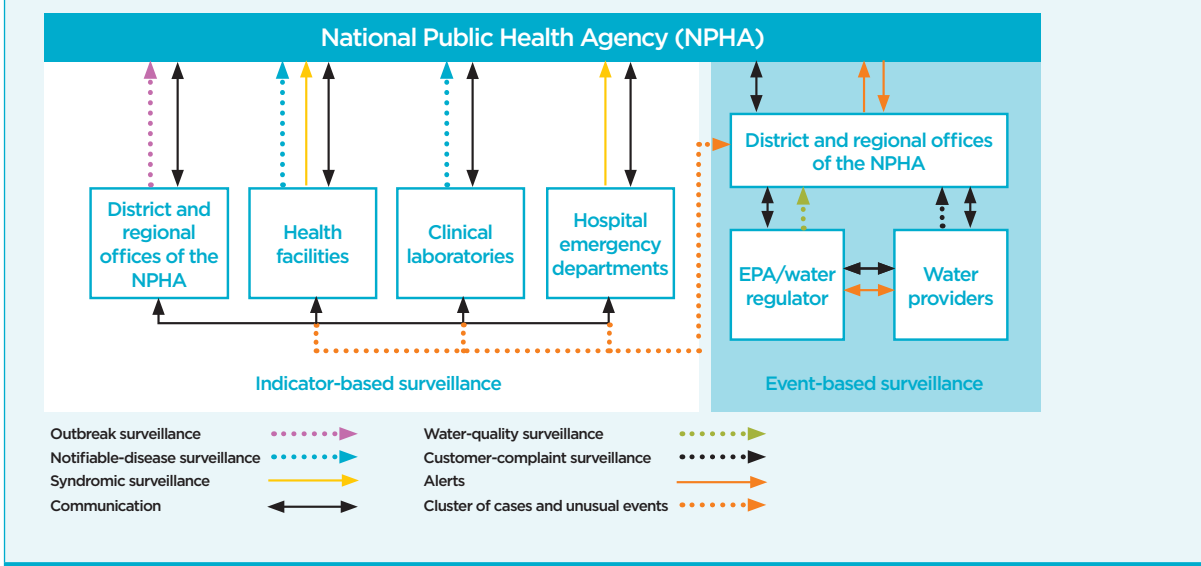 National Public Health Agency (NPHA)
District and regional offices
of the NPHA
District and
regional
offices of the
NPHA
Health
facilities
Clinical
laboratories
Hospital
emergency
departments
EPA/water
regulator
Water
providers
Indicator-based surveillance
Event-based surveillance
Outbreak surveillance
Notifiable-disease surveillance
Syndromic surveillance
Communication
Water-quality surveillance
Customer-complaint surveillance
Alerts
Cluster of cases and unusual events